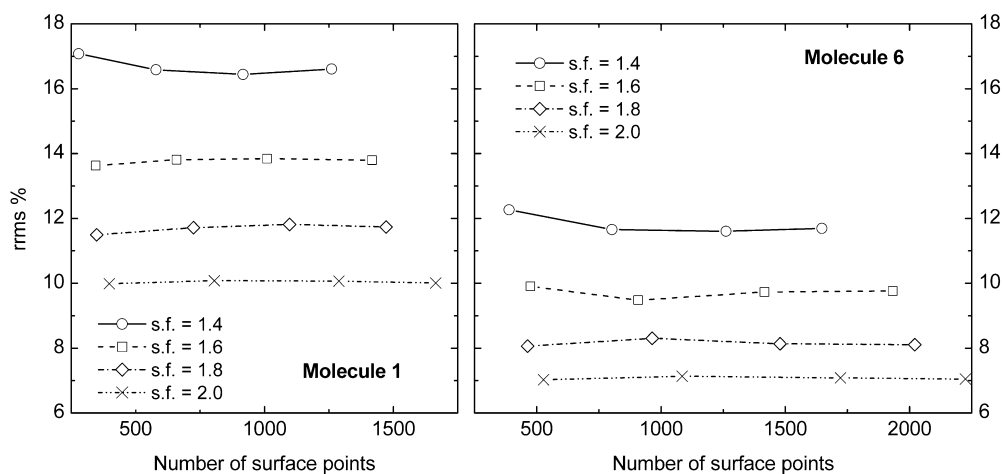 18
16
14
12
10
8
6
rrms %
s.f. = 1.4
s.f. = 1.6
s.f. = 1.8
s.f. = 2.0
Molecule 1
500
1000
1500
Number of surface points
s.f. = 1.4
s.f. = 1.6
s.f. = 1.8
s.f. = 2.0
Molecule 6
18
16
14
12
10
8
6
500
1000
1500
2000
Number of surface points